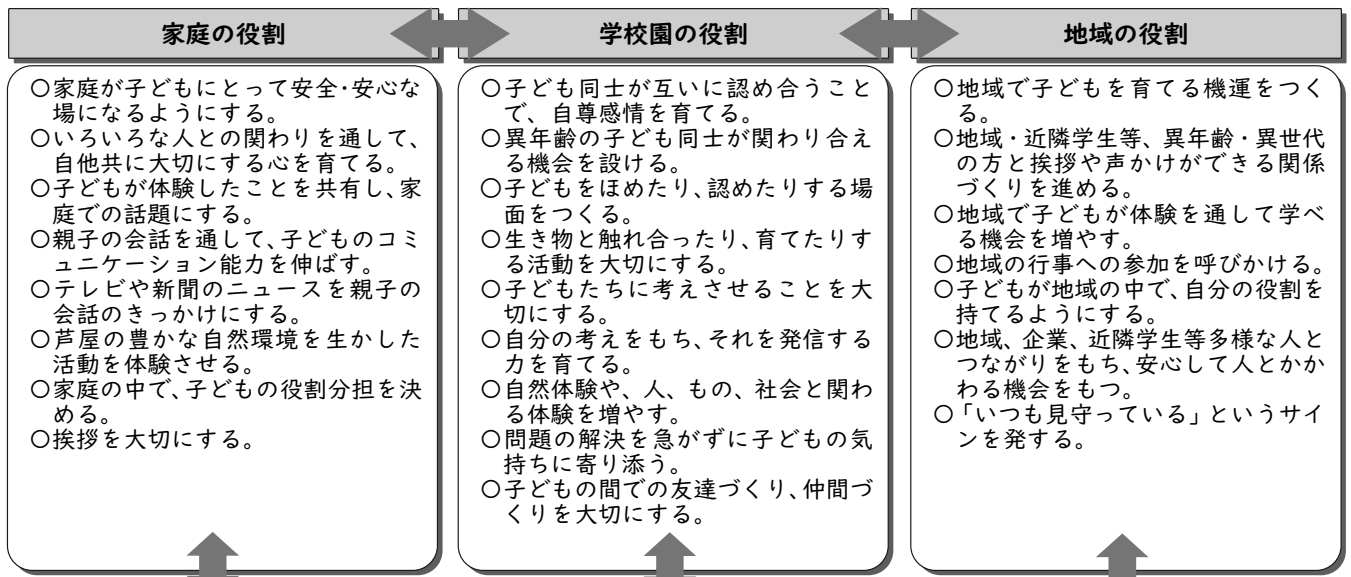 家庭の役割
〇家庭が子どもにとって安全・安心な
場になるようにする。
〇いろいろな人との関わりを通して、
自他共に大切にする心を育てる。
〇子どもが体験したことを共有し、家
庭での話題にする。
〇親子の会話を通して、子どものコミ
ュニケーション能力を伸ばす。
〇テレビや新聞のニュースを親子の
会話のきっかけにする。
〇芦屋の豊かな自然環境を生かした
活動を体験させる。
〇家庭の中で、子どもの役割分担を決
める。
〇挨拶を大切にする。
学校園の役割
〇子ども同士が互いに認め合うこと
で、自尊感情を育てる。
〇異年齢の子ども同士が関わり合え
る機会を設ける。
〇子どもをほめたり、認めたりする場
面をつくる。
〇生き物と触れ合ったり、育てたりす
る活動を大切にする。
〇子どもたちに考えさせることを大
切にする。
〇自分の考えをもち、それを発信する
力を育てる。
〇自然体験や、人、もの、社会と関わ
る体験を増やす。
〇問題の解決を急がずに子どもの気
持ちに寄り添う。
〇子どもの間での友達づくり、仲間づ
くりを大切にする。
地域の役割
〇地域で子どもを育てる機運をつく
る。
〇地域・近隣学生等、異年齢・異世代
の方と挨拶や声かけができる関係
づくりを進める。
〇地域で子どもが体験を通して学べ
る機会を増やす。
〇地域の行事への参加を呼びかける。
〇子どもが地域の中で、自分の役割を
持てるようにする。
〇地域、企業、近隣学生等多様な人と
つながりをもち、安心して人とかか
わる機会をもつ。
〇「いつも見守っている」というサイ
ンを発する。